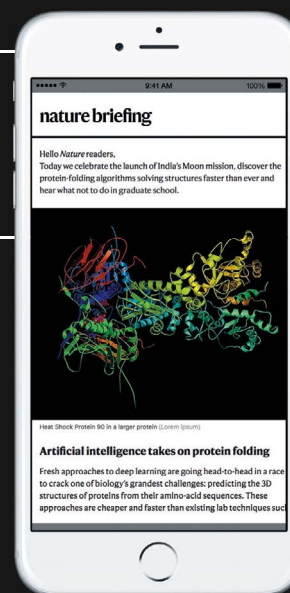 9:41 AM
100%
nature briefing
Hello Nature readers,
Today we celebrate the launch of India's Moon mission, discover the
protein-folding algorithms solving structures faster than ever and
hear what not to do in graduate school.
Heat Shock Protein 90 in a larger protein (Lorem Ipsum)
Artificial intelligence takes on protein folding
Fresh approaches to deep learning are going head-to-head in a race
to crack one of biology's grandest challenges: predicting the 3D
structures of proteins from their amino-acid sequences. These
approaches are cheaper and faster than existing lab techniques suc